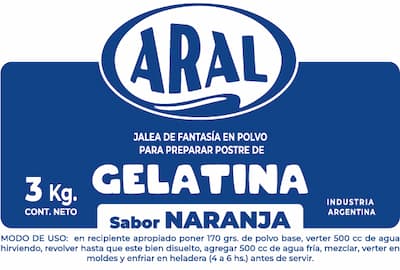 ARAL
JALEA DE FANTASÍA EN POLVO
PARA PREPARAR POSTRE DE
GELATINA
3 Kg.
CONT. NETO
INDUSTRIA
ARGENTINA
Sabor NARANJA
MODO DE USO: en recipiente apropiado poner 170 grs. de polvo base, verter 500 cc de agua
hirviendo, revolver hasta que este bien disuelto, agregar 500 cc de agua fría, mezclar, verter en
moldes y enfriar en heladera (4 a 6 hs.) antes de servir.